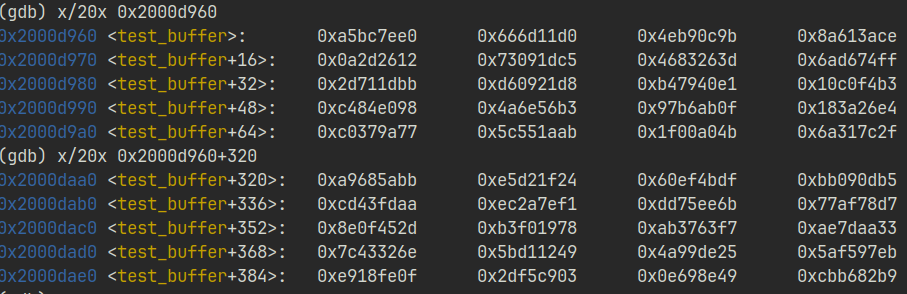 (gdb) x/20x 0x2000d960
0x2000d960 <test_buffer>: 0xa5bc7ee0 0x666d11d0 0x4eb90c9b 0x8a613ace
0x2000d970 <test_buffer+16>: 0x0a2d2612 0x73091dc5 0x4683263d 0x6ad674ff
0x2000d980 <test_buffer+32>: 0x2d711dbb 0xd60921d8 0xb47940e1 0x10c0f4b3
0x2000d990 <test_buffer+48>: 0xc484e098 0x4a6e56b3 0x97b6ab0f 0x183a26e4
0x2000d9a0 <test_buffer+64>: 0xc0379a77 0x5c551aab 0x1f00a04b 0x6a317c2f
(gdb) x/20x 0x2000d960+320
0x2000daa0 <test_buffer+320>: 0xa9685abb 0xe5d21f24 0x60ef4bdf 0xbb090db5
0x2000dab0 <test_buffer+336>: 0xcd43fdaa 0xec2a7ef1 0xdd75ee6b 0x77af78d7
0x2000dac0 <test_buffer+352>: 0x8e0f452d 0xb3f01978 0xab3763f7 0xae7daa33
0x2000dad0 <test_buffer+368>: 0x7c43326e 0x5bd11249 0x4a99de25 0x5af597eb
0x2000dae0 <test_buffer+384>: 0xe918fe0f 0x2df5c903 0x0e698e49 0xcbb682b9